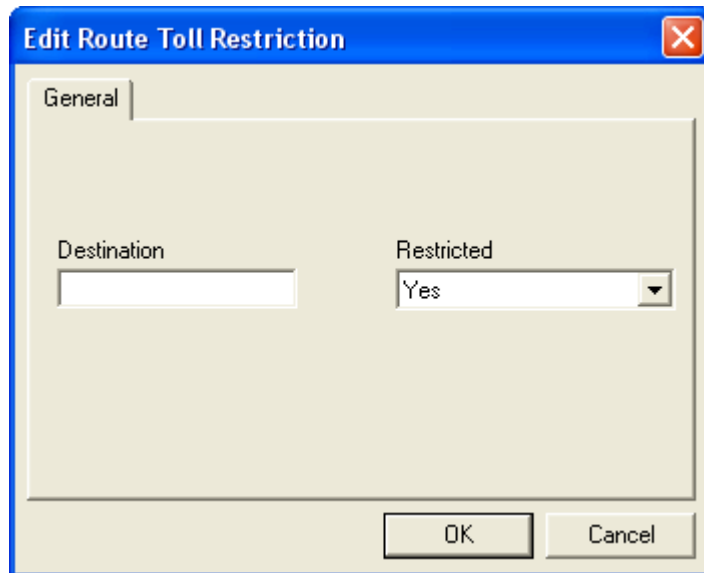 Edit Route Toll Restriction
General
Destination
Restricted
Yes
OK
Cancel